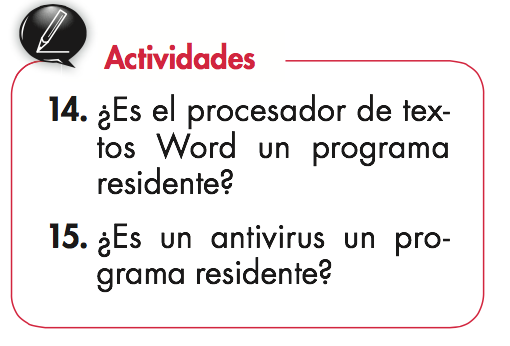 Actividades
14. ¿Es el procesador de tex-
tos Word un programa
residente?
15. ¿Es un antivirus un pro-
grama residente?